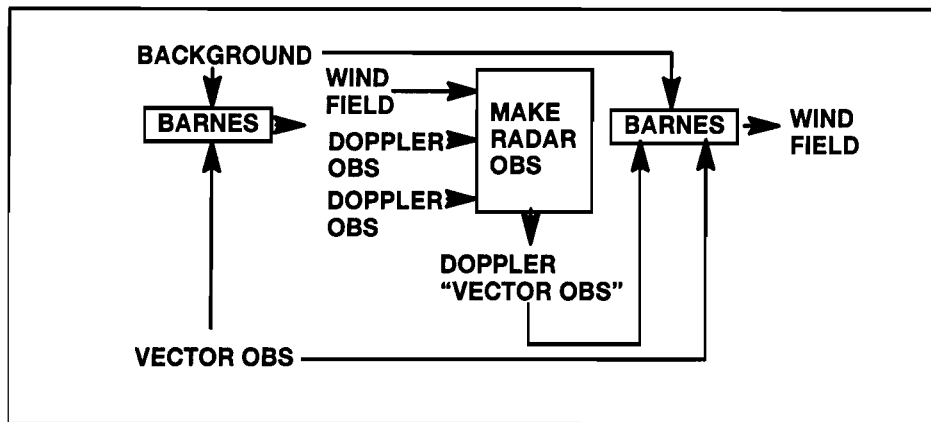 BACKGROUND
BARNES
WIND
FIELD
DOPPLER
OBS
DOPPLER
OBS
MAKE
RADAR
OBS
BARNES
WIND
FIELD
DOPPLER
“VECTOR OBS”
VECTOR OBS